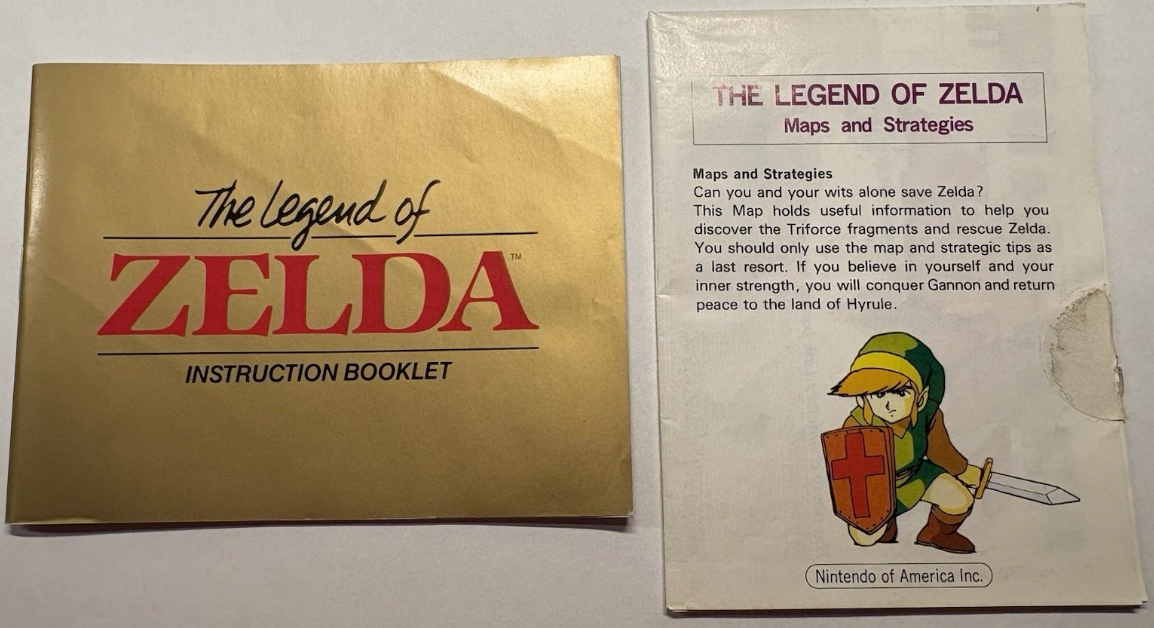 The Legend of
ZELDA™
INSTRUCTION BOOKLET
THE LEGEND OF ZELDA
Maps and Strategies
Maps and Strategies
Can you and your wits alone save Zelda?
This Map holds useful information to help you
discover the Triforce fragments and rescue Zelda.
You should only use the map and strategic tips as
a last resort. If you believe in yourself and your
inner strength, you will conquer Gannon and return
peace to the land of Hyrule.
Nintendo of America Inc.